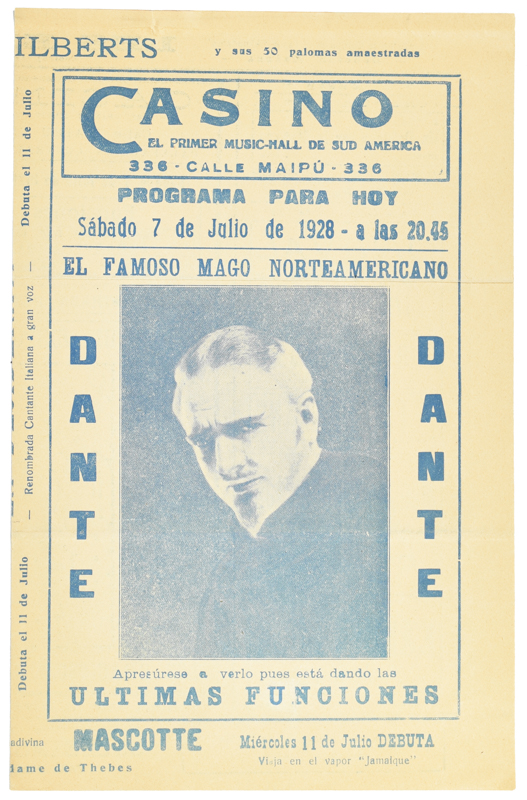 ILBERTS y sus 50 palomas amaestradas
CASINO
EL PRIMER MUSIC-HALL DE SUD AMERICA
336 - CALLE MAIPÚ - 336
PROGRAMA PARA HOY
Sábado 7 de Julio de 1928 - a las 20.45
EL FAMOSO MAGO NORTEAMERICANO
DANTE
DANTE
Apresúrese a verlo pues está dando las
ULTIMAS FUNCIONES
Debuta el 11 de Julio
— Renombrada Cantante Italiana a gran voz —
Debuta el 11 de Julio
adivina MASCOTTE Miércoles 11 de Julio DEBUTA
dame de Thebes Viaja en el vapor "Jamaique"